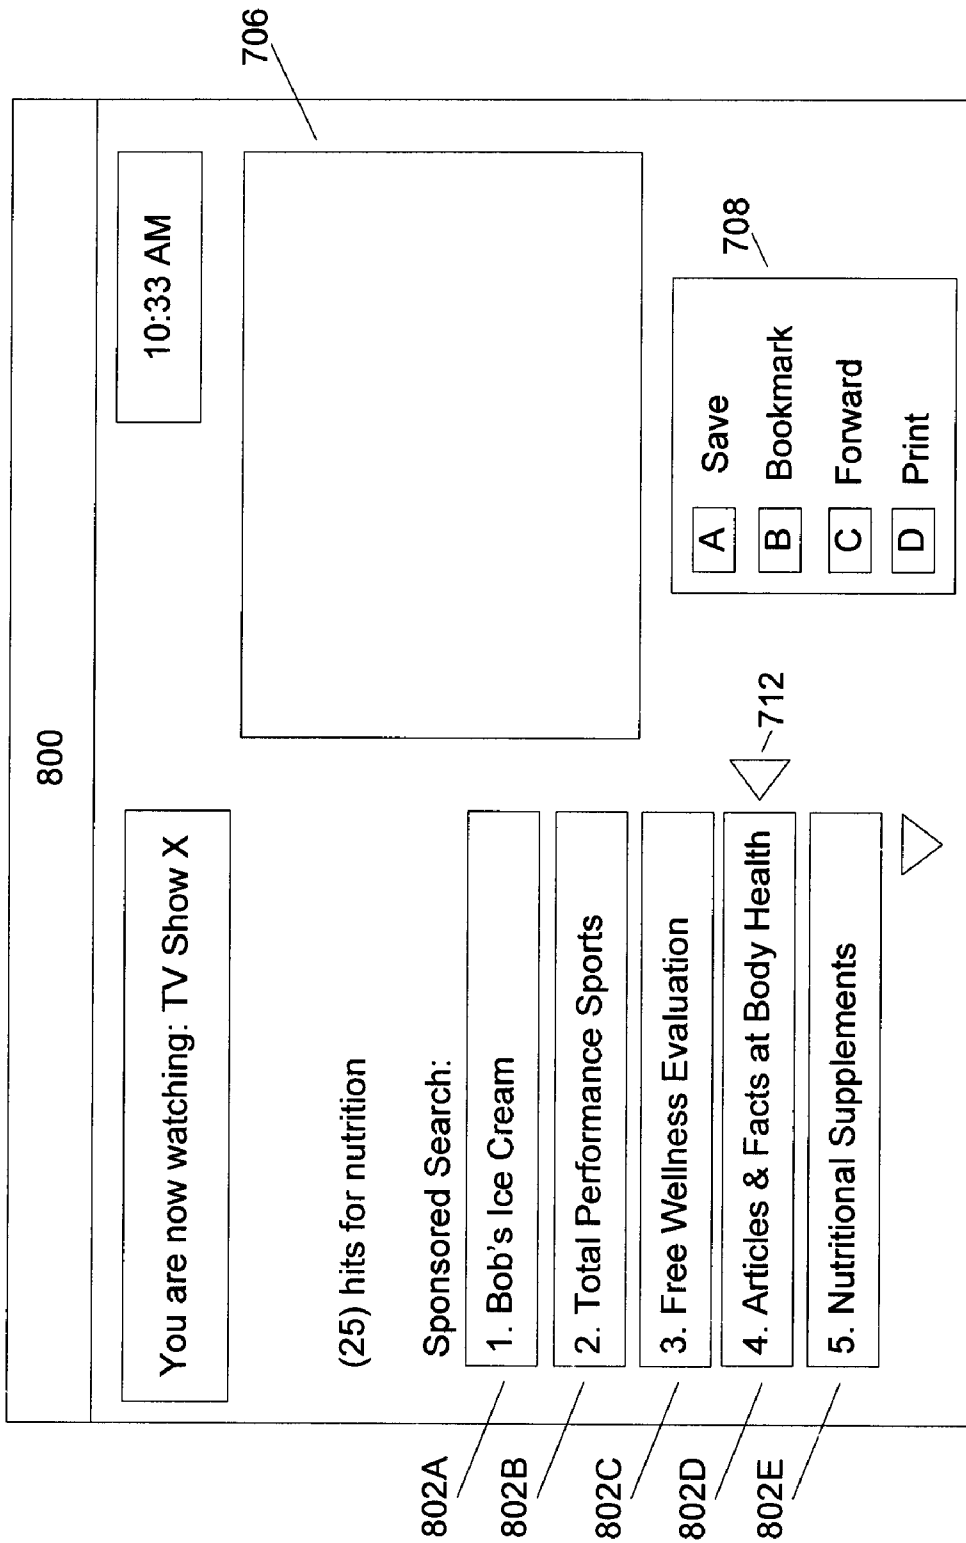 800
You are now watching: TV Show X
10:33 AM
706
(25) hits for nutrition
Sponsored Search:
802A
1. Bob's Ice Cream
802B
2. Total Performance Sports
802C
3. Free Wellness Evaluation
802D
4. Articles & Facts at Body Health
712
802E
5. Nutritional Supplements
708
A Save
B Bookmark
C Forward
D Print